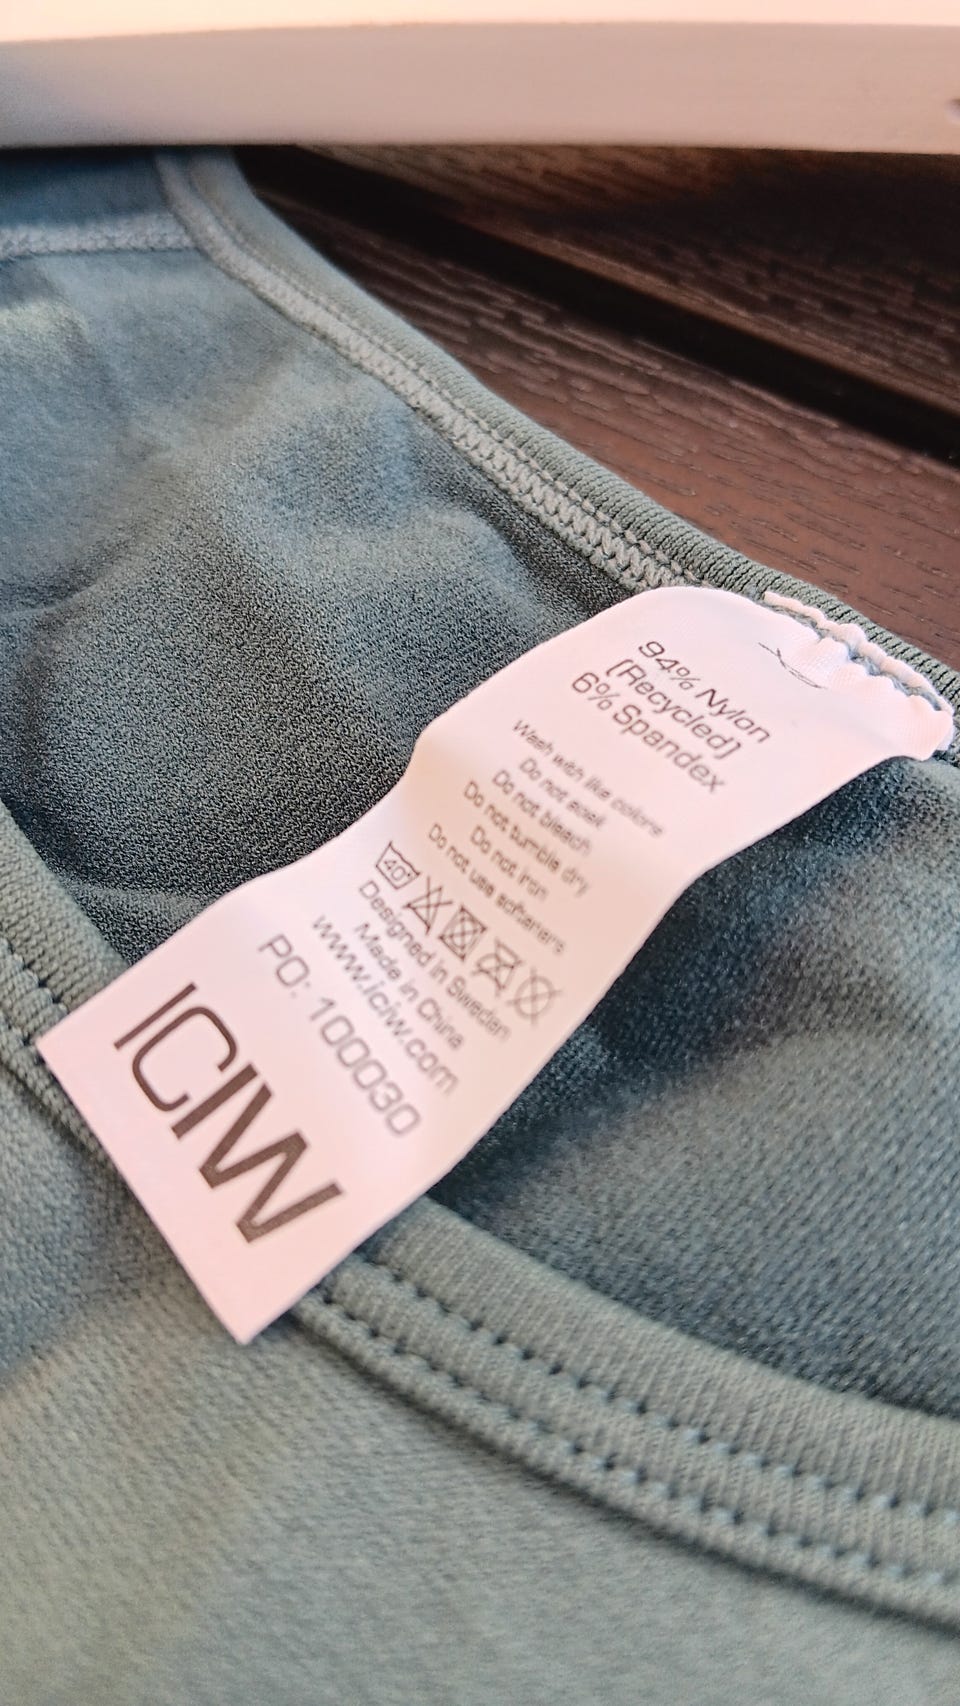 94% Nylon
(Recycled)
6% Spandex
Wash with like colors
Do not soak
Do not bleach
Do not tumble dry
Do not iron
Do not use softeners
40°
Designed in Sweden
Made in China
www.iciw.com
PO: 100030
ICIW